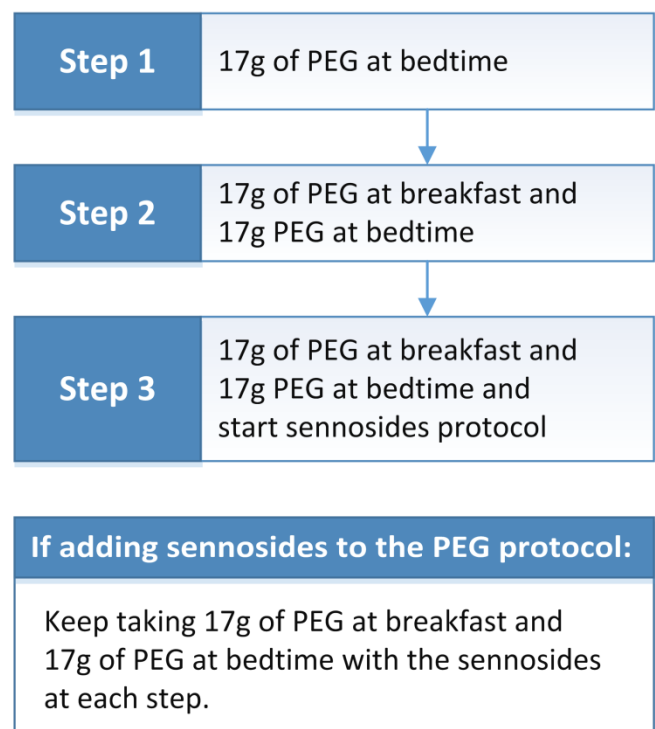 Step 1
17g of PEG at bedtime
Step 2
17g of PEG at breakfast and
17g PEG at bedtime
Step 3
17g of PEG at breakfast and
17g PEG at bedtime and
start sennosides protocol
If adding sennosides to the PEG protocol:
Keep taking 17g of PEG at breakfast and
17g of PEG at bedtime with the sennosides
at each step.